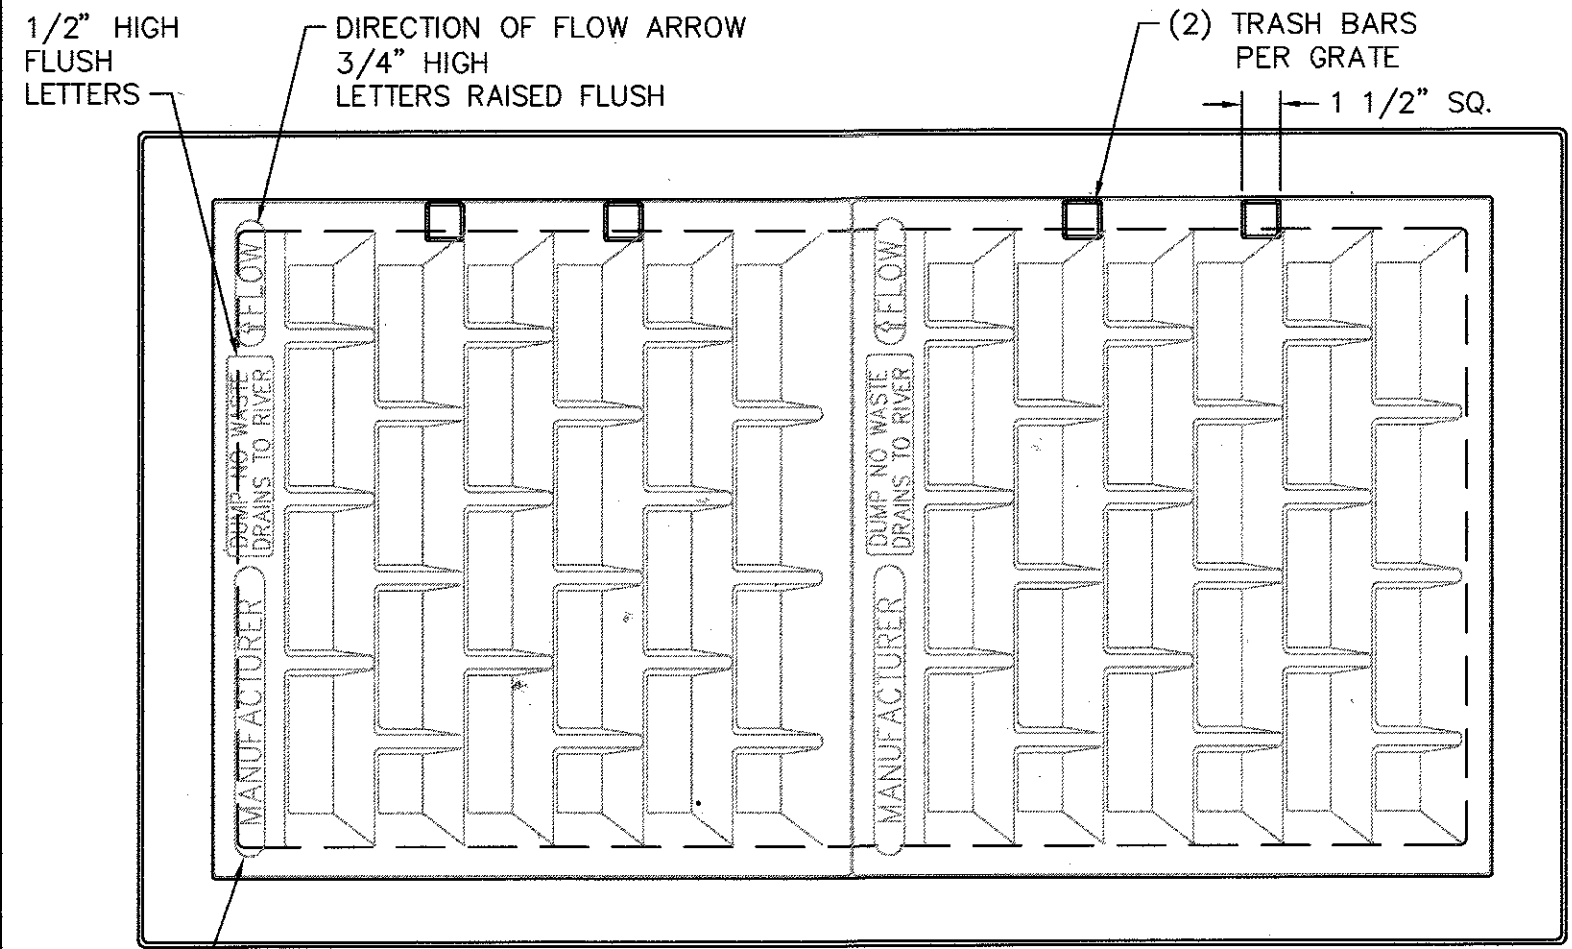 1/2" HIGH
FLUSH
LETTERS
DIRECTION OF FLOW ARROW
3/4" HIGH
LETTERS RAISED FLUSH
(2) TRASH BARS
PER GRATE
1 1/2" SQ.
FLOW
DUMP NO WASTE
DRAINS TO RIVER
MANUFACTURER
FLOW
DUMP NO WASTE
DRAINS TO RIVER
MANUFACTURER